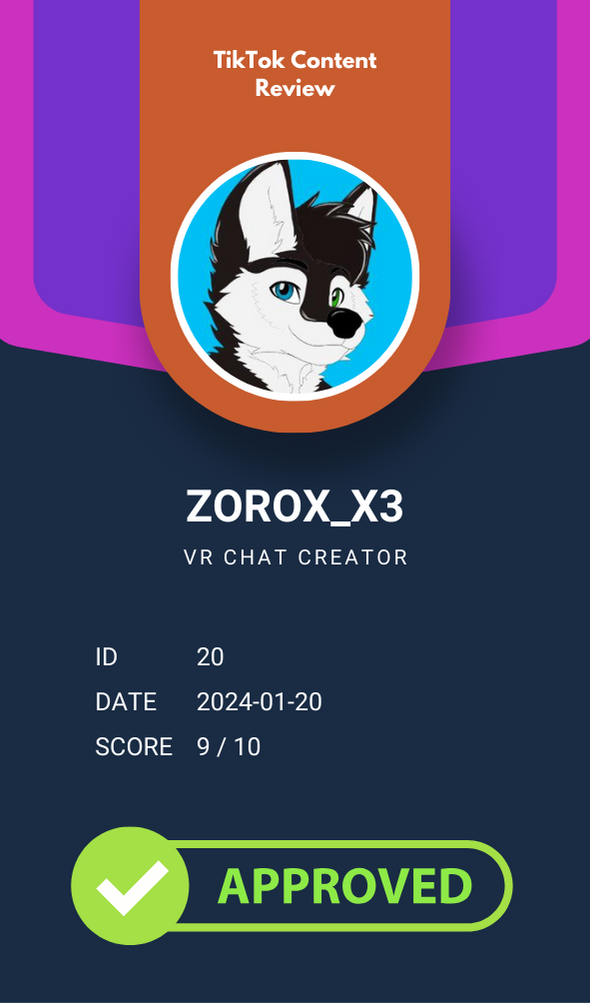 TikTok Content
Review
ZOROX_X3
VR CHAT CREATOR
ID 20
DATE 2024-01-20
SCORE 9 / 10
APPROVED